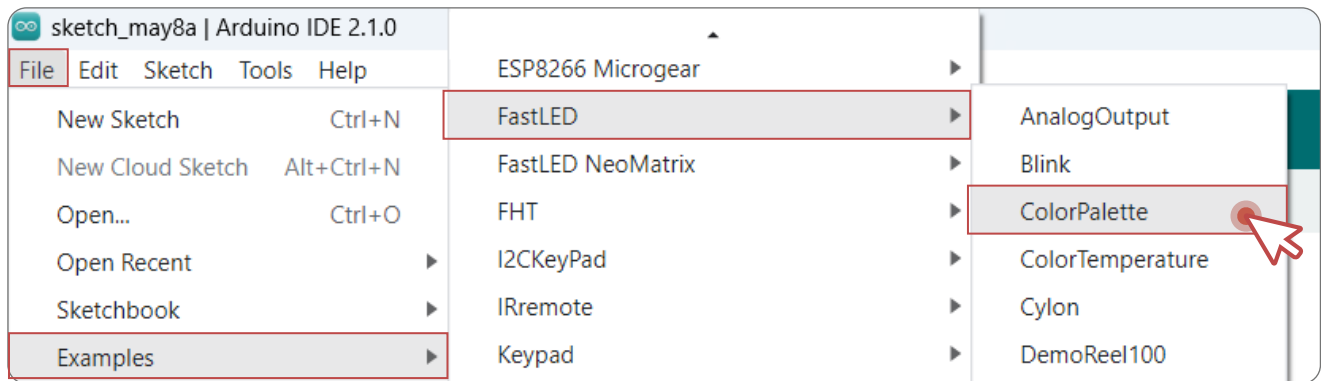 sketch_may8a | Arduino IDE 2.1.0
File Edit Sketch Tools Help
New Sketch Ctrl+N
New Cloud Sketch Alt+Ctrl+N
Open... Ctrl+O
Open Recent
Sketchbook
Examples
ESP8266 Microgear
FastLED
FastLED NeoMatrix
FHT
I2CKeyPad
IRremote
Keypad
AnalogOutput
Blink
ColorPalette
ColorTemperature
Cylon
DemoReel100